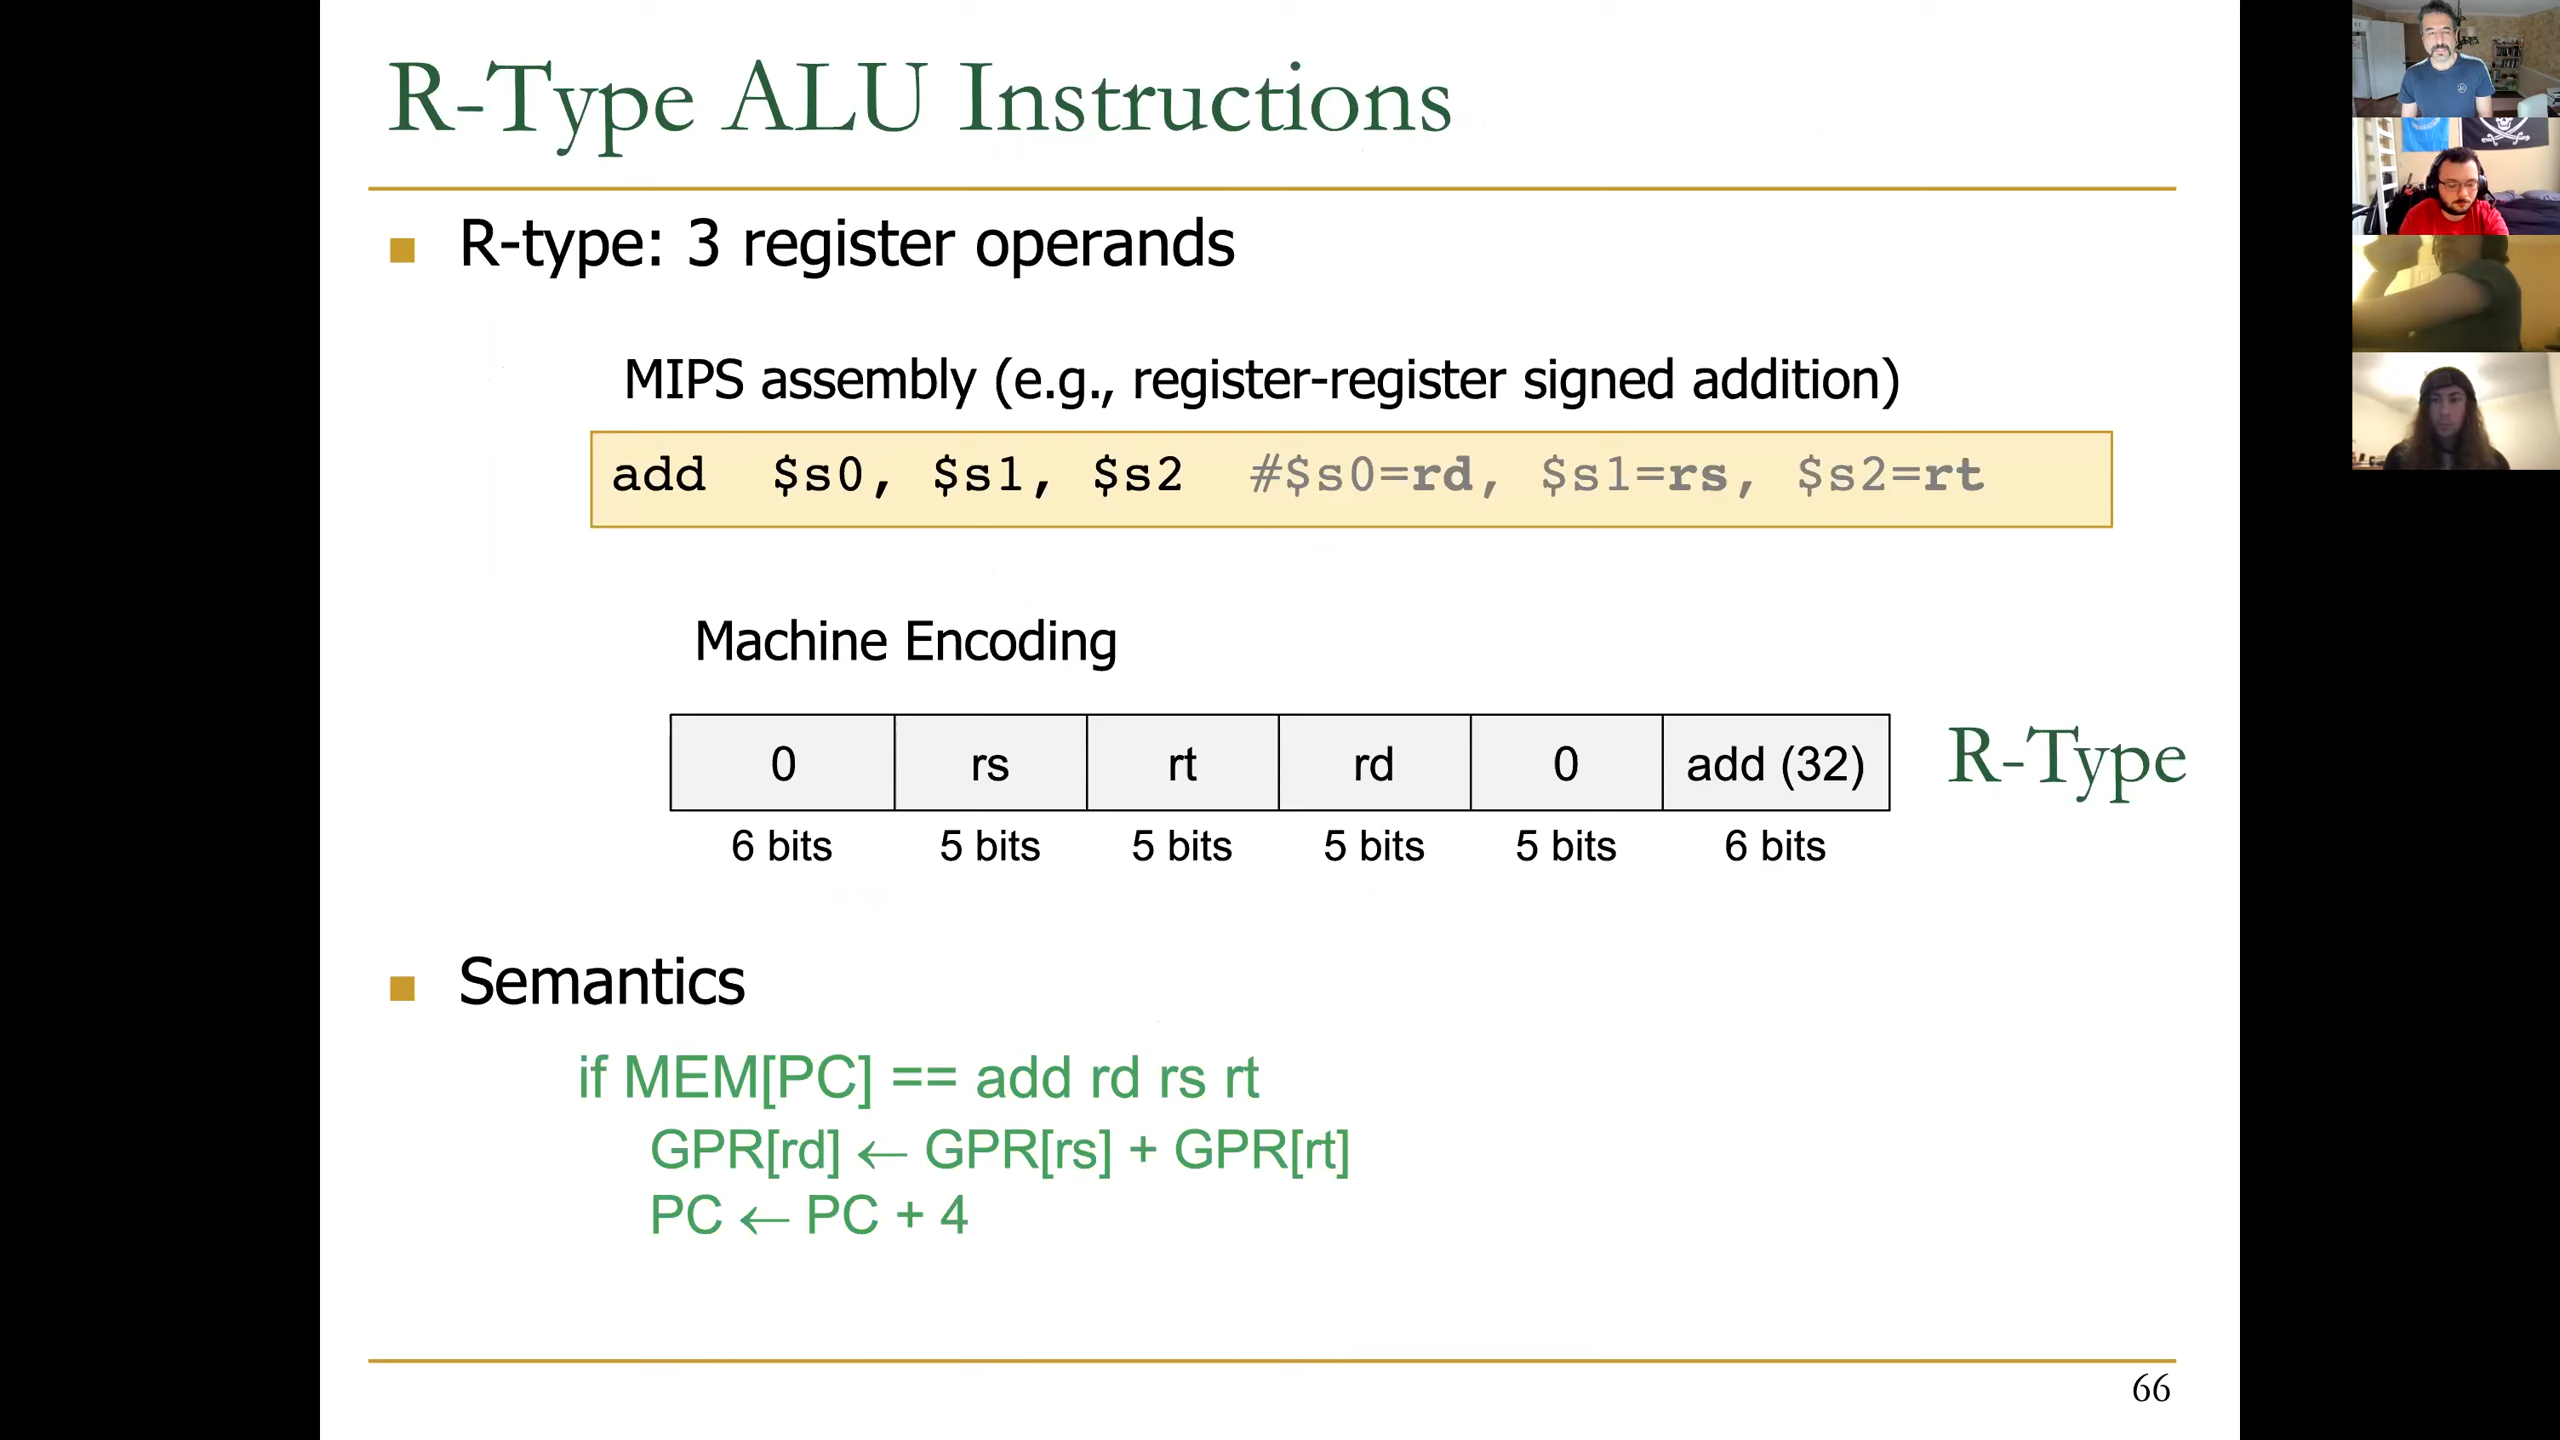 R-Type ALU Instructions
R-type: 3 register operands
MIPS assembly (e.g., register-register signed addition)
add $s0, $s1, $s2 #$s0=rd, $s1=rs, $s2=rt
Machine Encoding
0 rs rt rd 0 add (32) R-Type
6 bits 5 bits 5 bits 5 bits 5 bits 6 bits
Semantics
if MEM[PC] == add rd rs rt
GPR[rd] ← GPR[rs] + GPR[rt]
PC ← PC + 4
66